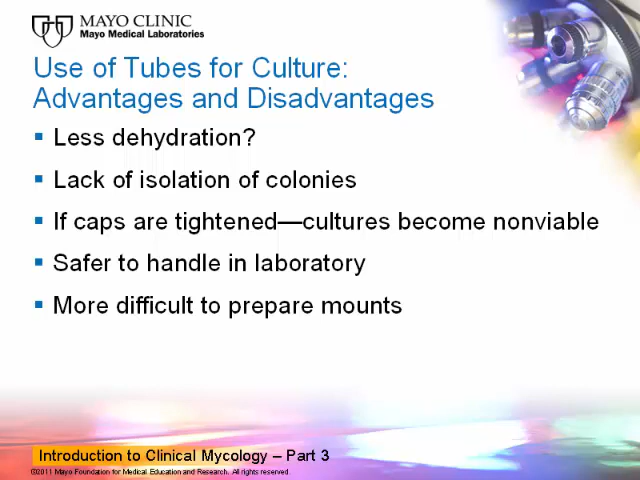 MAYO CLINIC
Mayo Medical Laboratories
Use of Tubes for Culture:
Advantages and Disadvantages
Less dehydration?
Lack of isolation of colonies
If caps are tightened—cultures become nonviable
Safer to handle in laboratory
More difficult to prepare mounts
Introduction to Clinical Mycology – Part 3
©2011 Mayo Foundation for Medical Education and Research. All rights reserved.